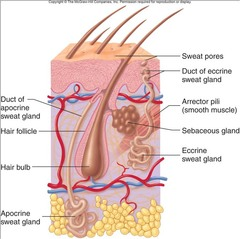 Copyright © The McGraw-Hill Companies, Inc. Permission required for reproduction or display.
Sweat pores
Duct of eccrine
sweat gland
Arrector pili
(smooth muscle)
Sebaceous gland
Eccrine
sweat gland
Duct of
apocrine
sweat gland
Hair follicle
Hair bulb
Apocrine
sweat gland